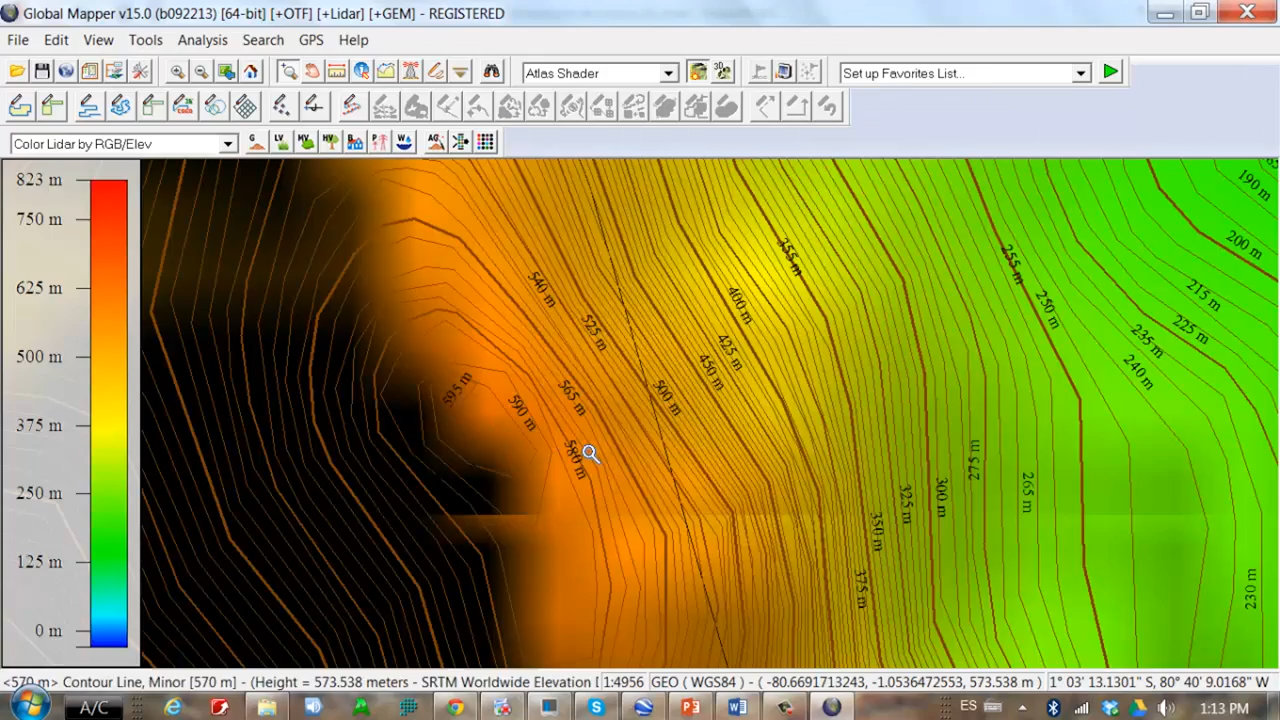 Global Mapper v15.0 (b092213) [64-bit] [+OTF] [+Lidar] [+GEM] - REGISTERED
File Edit View Tools Analysis Search GPS Help
Atlas Shader
Set up Favorites List...
Color Lidar by RGB/Elev
823 m
750 m
625 m
500 m
375 m
250 m
125 m
0 m
190 m
200 m
215 m
225 m
235 m
240 m
250 m
255 m
355 m
400 m
425 m
450 m
500 m
525 m
540 m
565 m
580 m
590 m
595 m
275 m
265 m
300 m
325 m
350 m
375 m
230 m
<570 m> Contour Line, Minor [570 m] - (Height = 573.538 meters - SRTM Worldwide Elevation [ 1:4956 GEO ( WGS84 ) - ( -80.6691713243, -1.0536472553, 573.538 m ) 1° 03' 13.1301" S, 80° 40' 9.0168" W
A/C
ES
1:13 PM